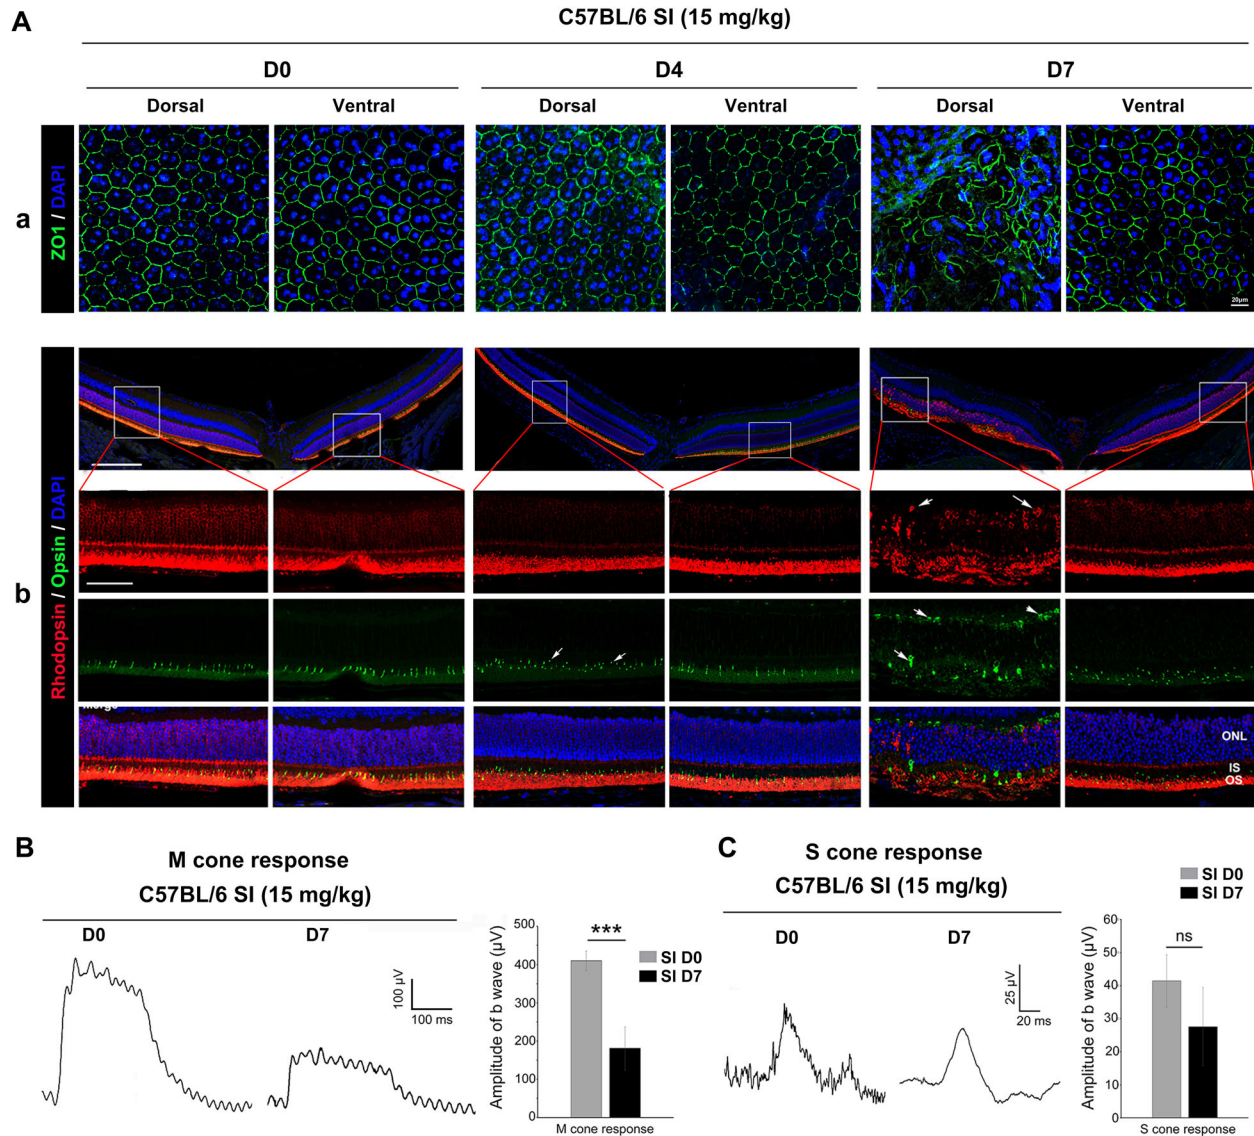 A
C57BL/6 SI (15 mg/kg)
D0 D4 D7
Dorsal Ventral Dorsal Ventral Dorsal Ventral
a
ZO1 / DAPI
20µm
b
Rhodopsin / Opsin / DAPI
Merge
ONL
IS
OS
B
M cone response
C57BL/6 SI (15 mg/kg)
D0 D7
100 µV
100 ms
Amplitude of b wave (µV)
500
400
300
200
100
0
***
SI D0
SI D7
M cone response
C
S cone response
C57BL/6 SI (15 mg/kg)
D0 D7
25 µV
20 ms
SI D0
SI D7
Amplitude of b wave (µV)
60
50
40
30
20
10
0
ns
S cone response